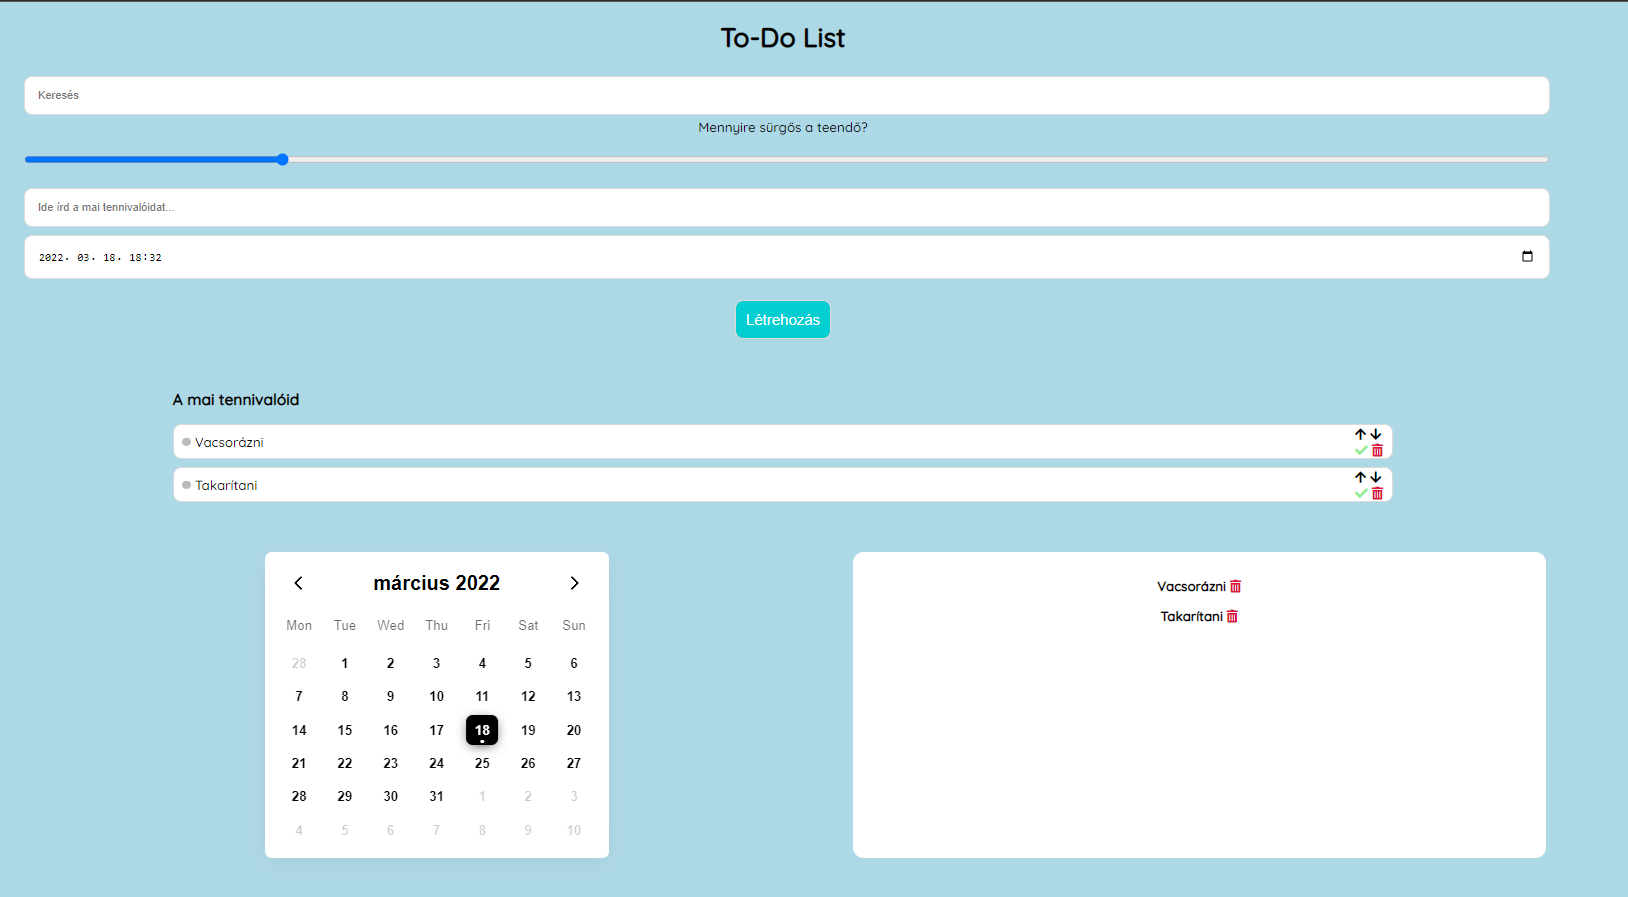 To-Do List
Keresés
Mennyire sürgős a teendő?
Ide írd a mai tennivalóidat...
2022. 03. 18. 18:32
Létrehozás
A mai tennivalóid
Vacsorázni
Takarítani
március 2022
Mon Tue Wed Thu Fri Sat Sun
28 1 2 3 4 5 6
7 8 9 10 11 12 13
14 15 16 17 18 19 20
21 22 23 24 25 26 27
28 29 30 31 1 2 3
4 5 6 7 8 9 10
Vacsorázni
Takarítani